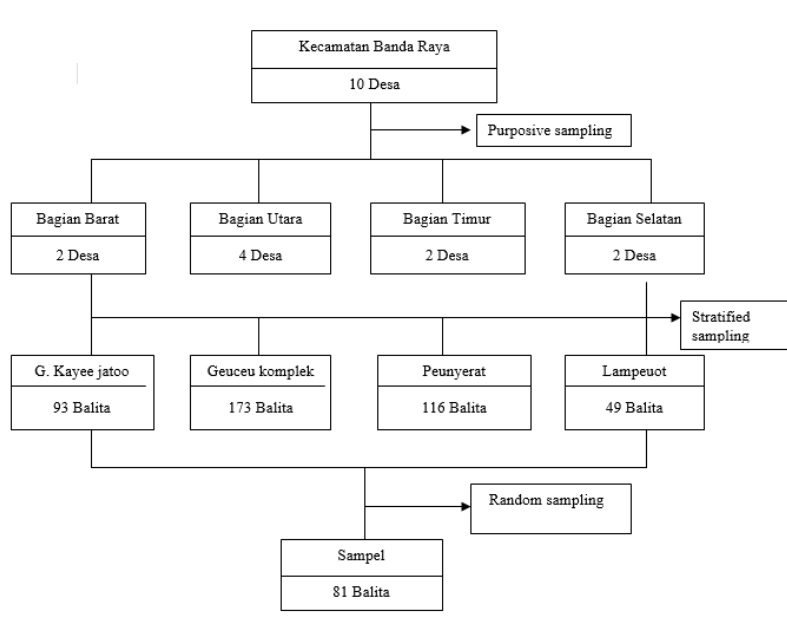 Kecamatan Banda Raya
10 Desa
Purposive sampling
Bagian Barat
2 Desa
Bagian Utara
4 Desa
Bagian Timur
2 Desa
Bagian Selatan
2 Desa
Stratified
sampling
G. Kayee jatoo
93 Balita
Geuceu komplek
173 Balita
Peunyerat
116 Balita
Lampeuot
49 Balita
Random sampling
Sampel
81 Balita